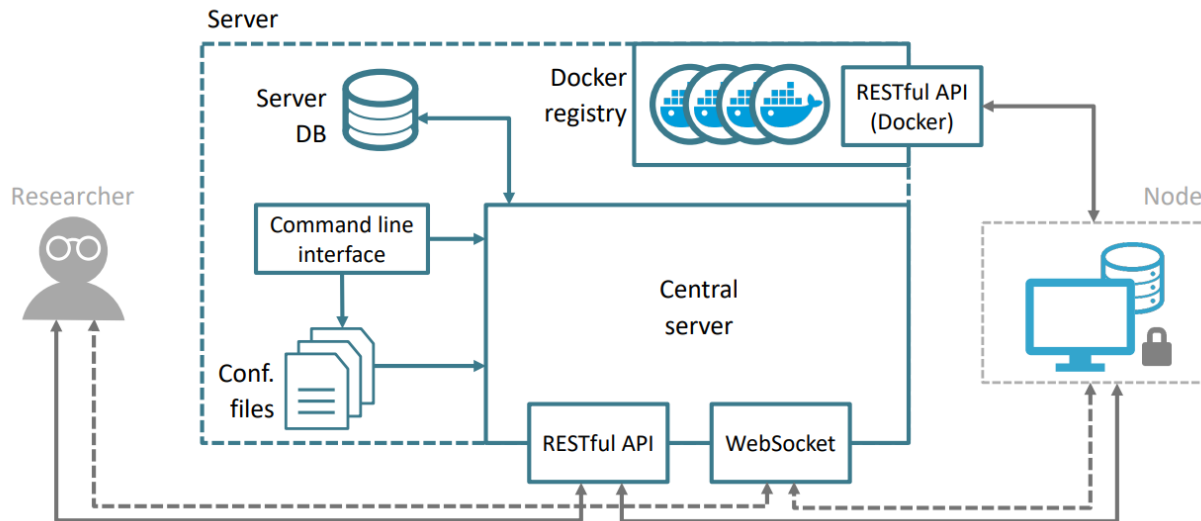 Server
Server
DB
Docker
registry
RESTful API
(Docker)
Researcher
Node
Command line
interface
Central
server
Conf.
files
RESTful API
WebSocket